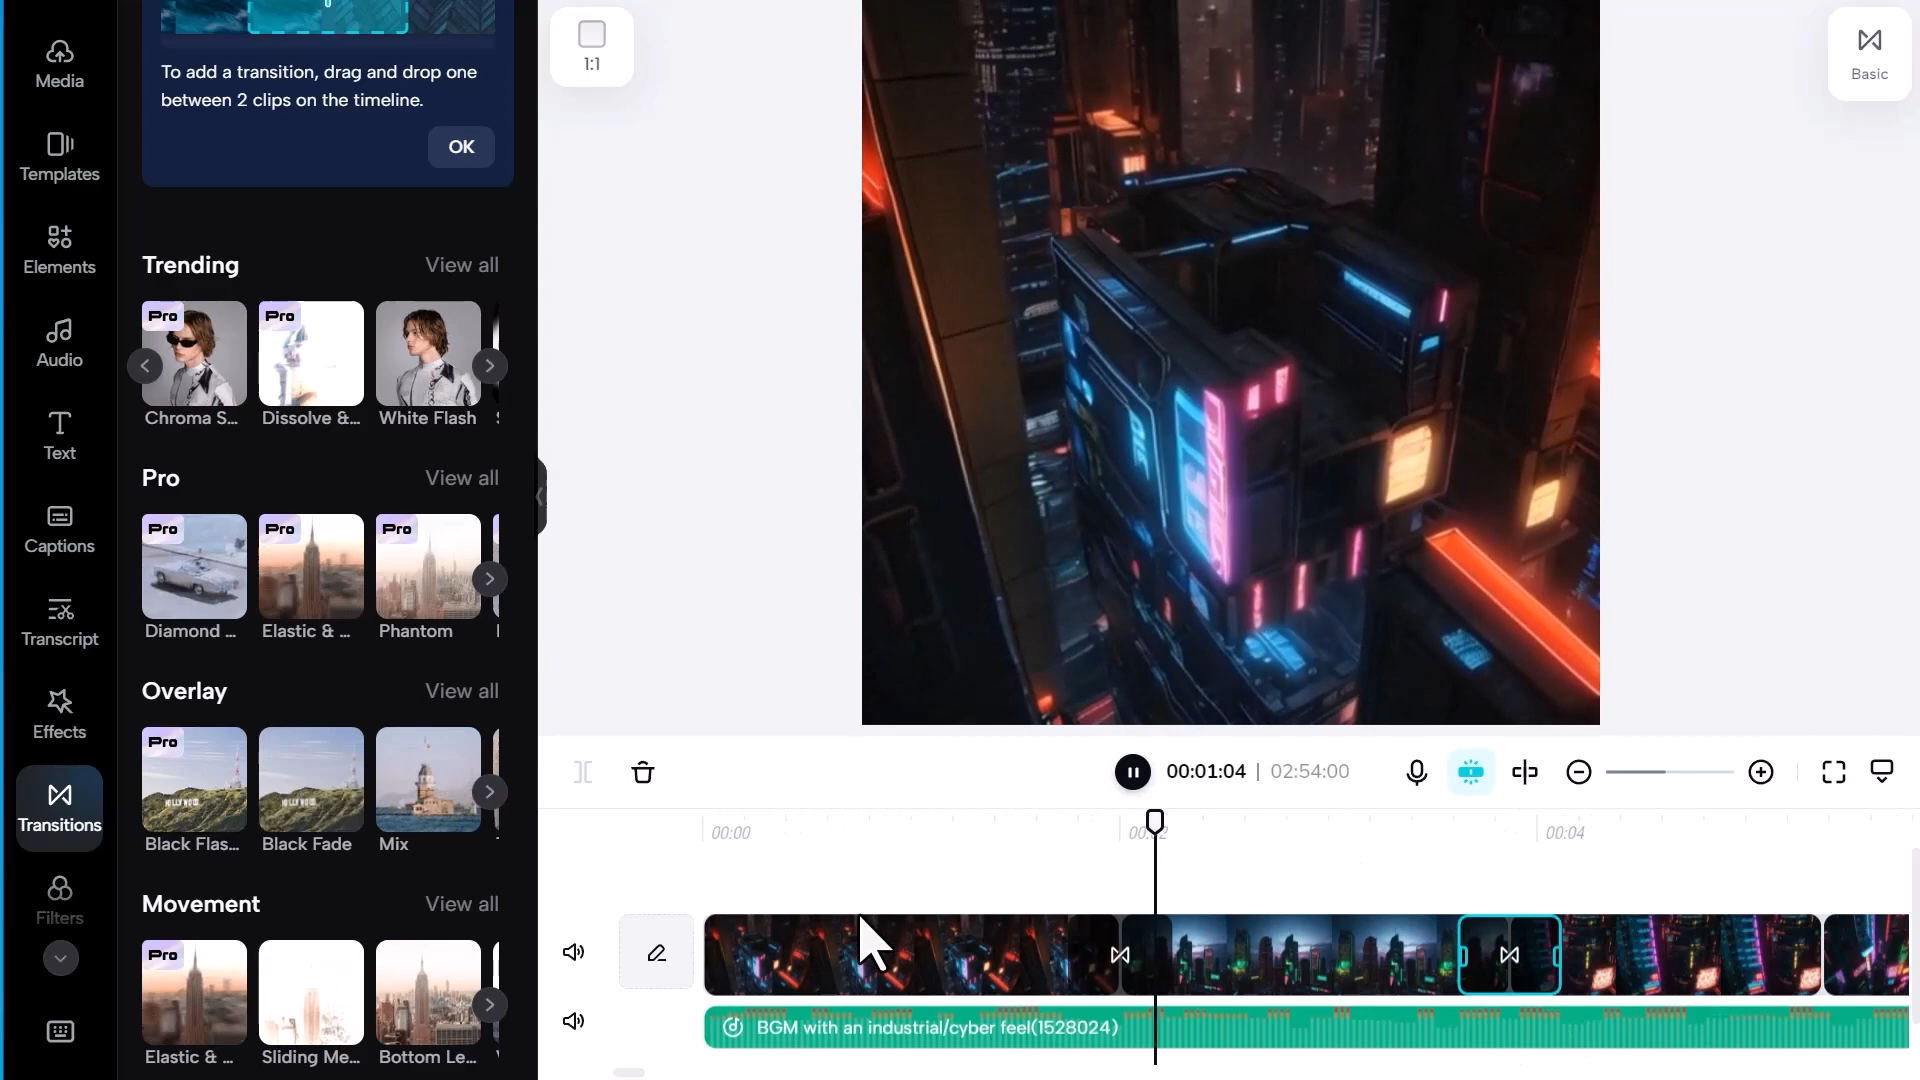 Media
Templates
Elements
Audio
Text
Captions
Transcript
Effects
Transitions
Filters
To add a transition, drag and drop one
between 2 clips on the timeline.
OK
Trending
View all
Pro
Pro
Chroma S...
Dissolve &...
White Flash
Pro
View all
Pro
Pro
Pro
Diamond ...
Elastic & ...
Phantom
Overlay
View all
Pro
Black Flas...
Black Fade
Mix
Movement
View all
Pro
Elastic & ...
Sliding Me...
Bottom Le...
1:1
Basic
00:01:04 | 02:54:00
00:00
00:02
00:04
BGM with an industrial/cyber feel(1528024)